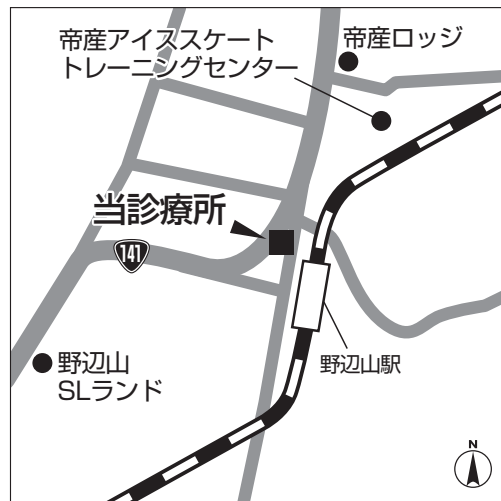 帝産アイススケート
トレーニングセンター
帝産ロッジ
当診療所
141
野辺山
SLランド
野辺山駅
N